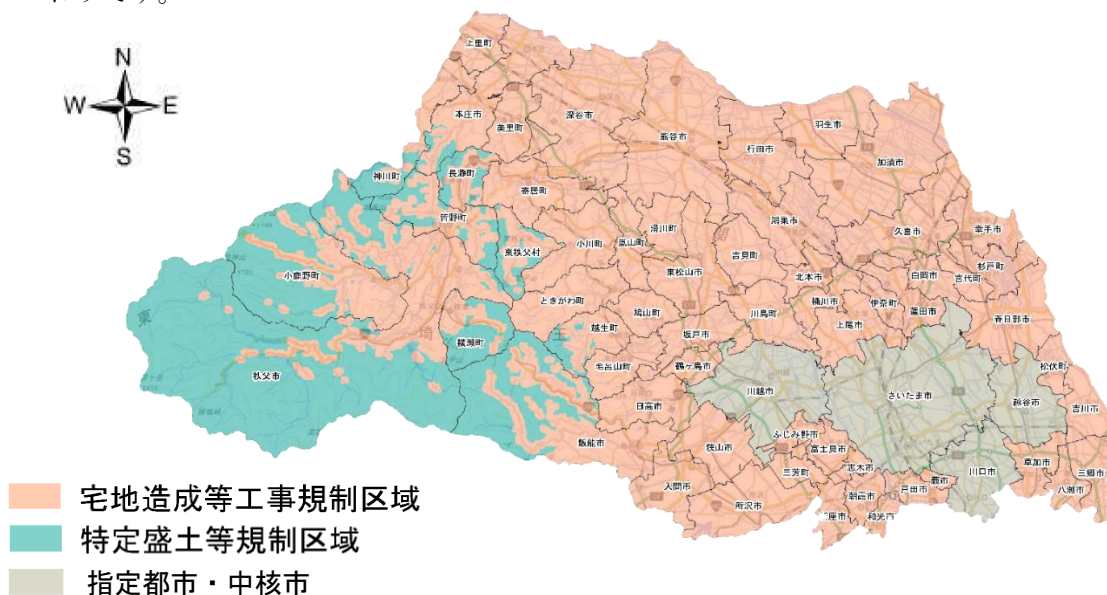 です。
N
W E
S
上里町
本庄市
美里町
深谷市
熊谷市
行田市
羽生市
加須市
神川町
長瀞町
皆野町
寄居町
東秩父村
小川町
嵐山町
滑川町
東松山市
吉見町
鴻巣市
北本市
久喜市
幸手市
杉戸町
宮代町
白岡市
小鹿野町
ときがわ町
鳩山町
川島町
桶川市
伊奈町
蓮田市
上尾市
春日部市
東
埼
玉
横瀬町
越生町
坂戸市
毛呂山町
鶴ヶ島市
松伏町
秩父市
川越市
さいたま市
越谷市
日高市
吉川市
飯能市
狭山市
ふじみ野市
富士見市
三芳町
志木市
入間市
所沢市
朝霞市
和光市
戸田市
蕨市
川口市
草加市
三郷市
八潮市
宅地造成等工事規制区域
特定盛土等規制区域
指定都市・中核市